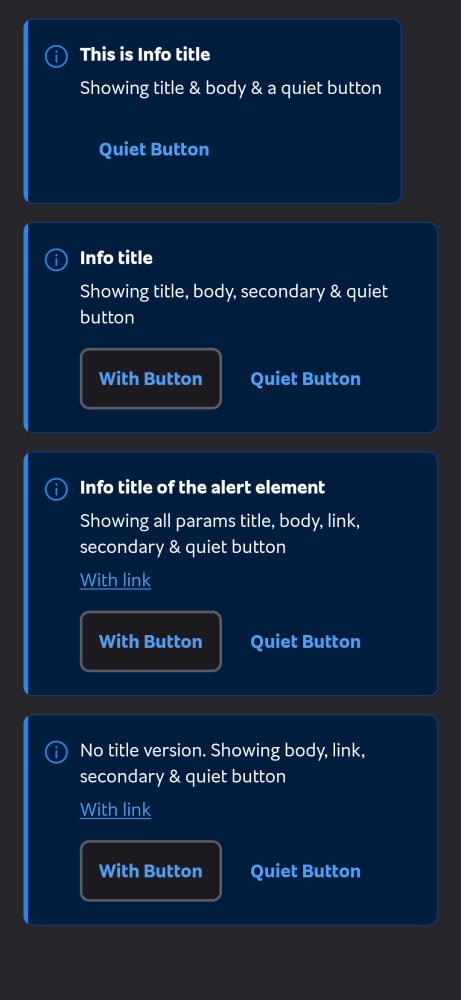 This is Info title
Showing title & body & a quiet button
Quiet Button
Info title
Showing title, body, secondary & quiet
button
With Button
Quiet Button
Info title of the alert element
Showing all params title, body, link,
secondary & quiet button
With link
With Button
Quiet Button
No title version. Showing body, link,
secondary & quiet button
With link
With Button
Quiet Button